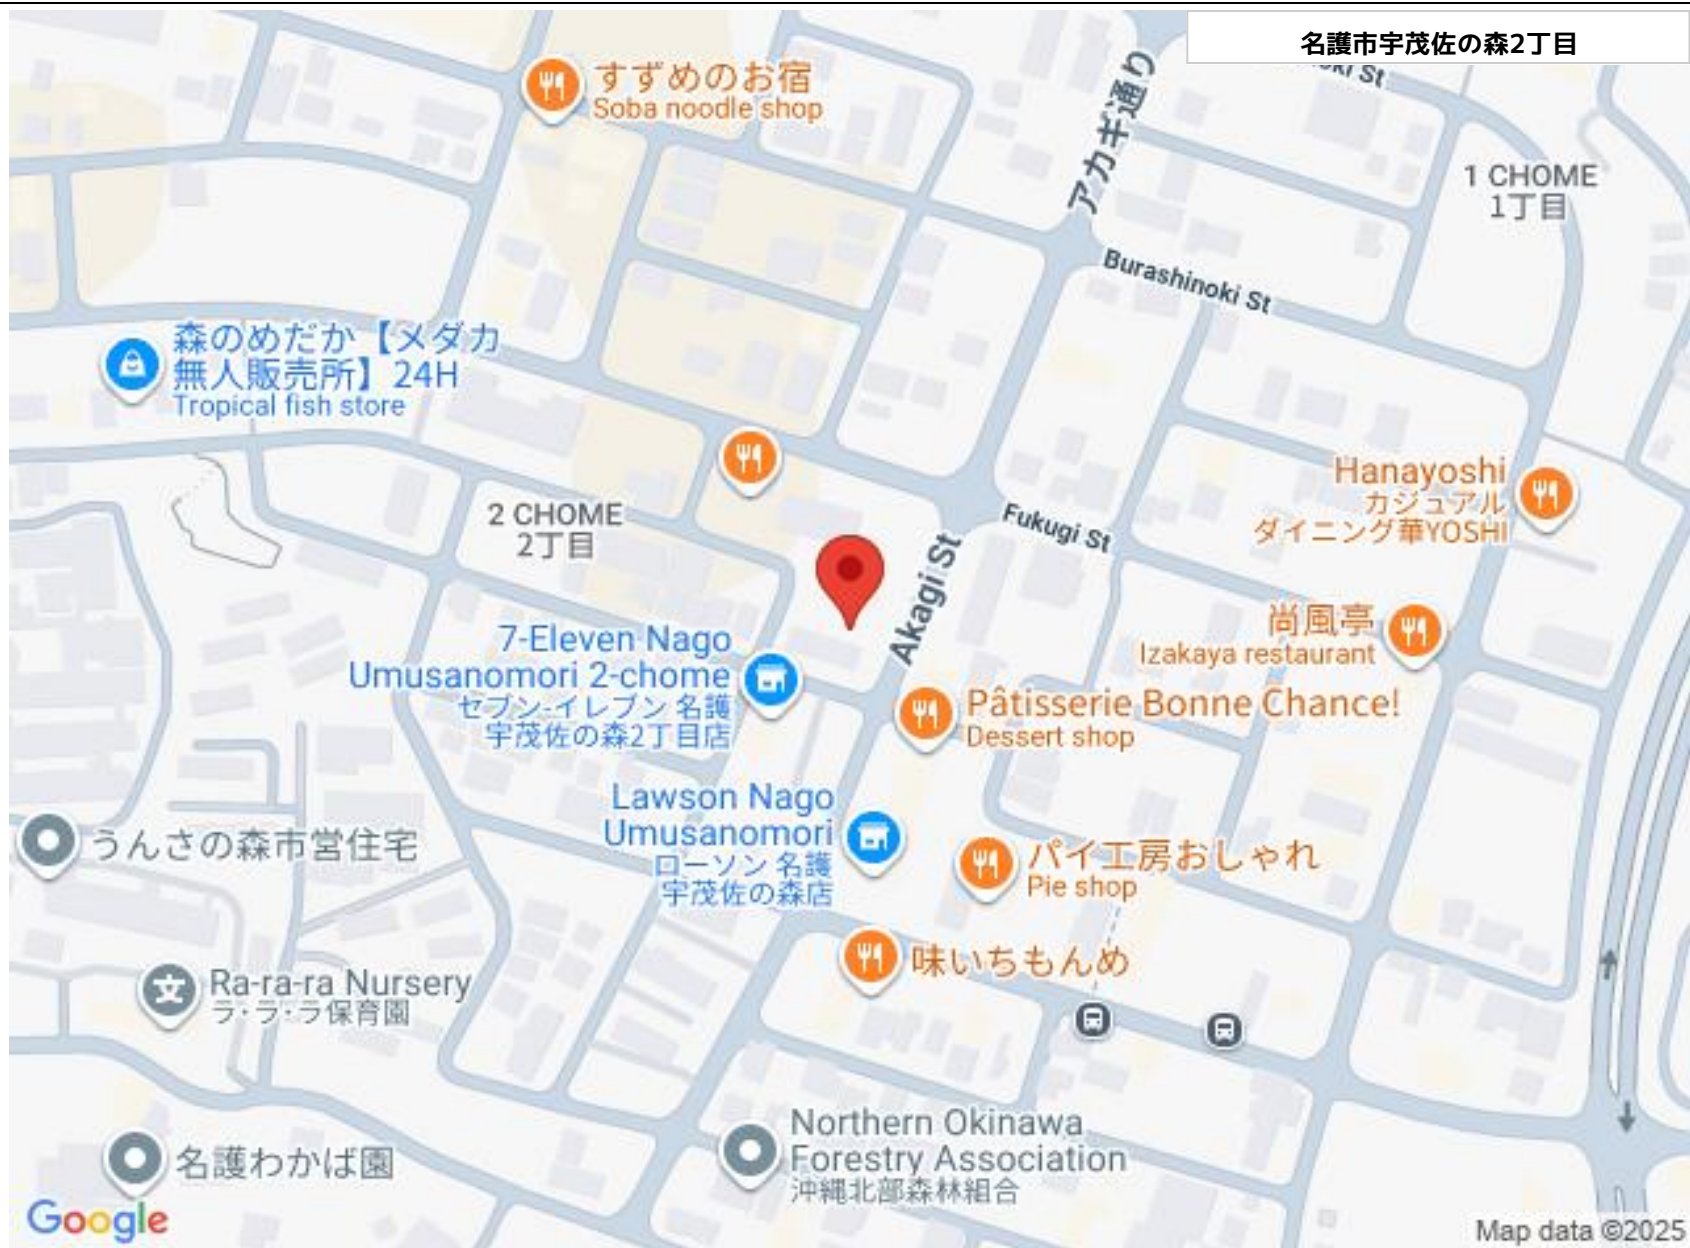 名護市宇茂佐の森2丁目
すずめのお宿
Soba noodle shop
アカギ通り
1 CHOME
1丁目
Burashinoki St
森のめだか【メダカ
無人販売所】24H
Tropical fish store
Hanayoshi
カジュアル
ダイニング華YOSHI
2 CHOME
2丁目
Fukugi St
Akagi St
尚風亭
Izakaya restaurant
7-Eleven Nago
Umusanomori 2-chome
セブン-イレブン 名護
宇茂佐の森2丁目店
Pâtisserie Bonne Chance!
Dessert shop
Lawson Nago
Umusanomori
ローソン 名護
宇茂佐の森店
うんさの森市営住宅
パイ工房おしゃれ
Pie shop
味いちもんめ
Ra-ra-ra Nursery
ラ・ラ・ラ保育園
Northern Okinawa
Forestry Association
沖縄北部森林組合
名護わかば園
Google
Map data ©2025